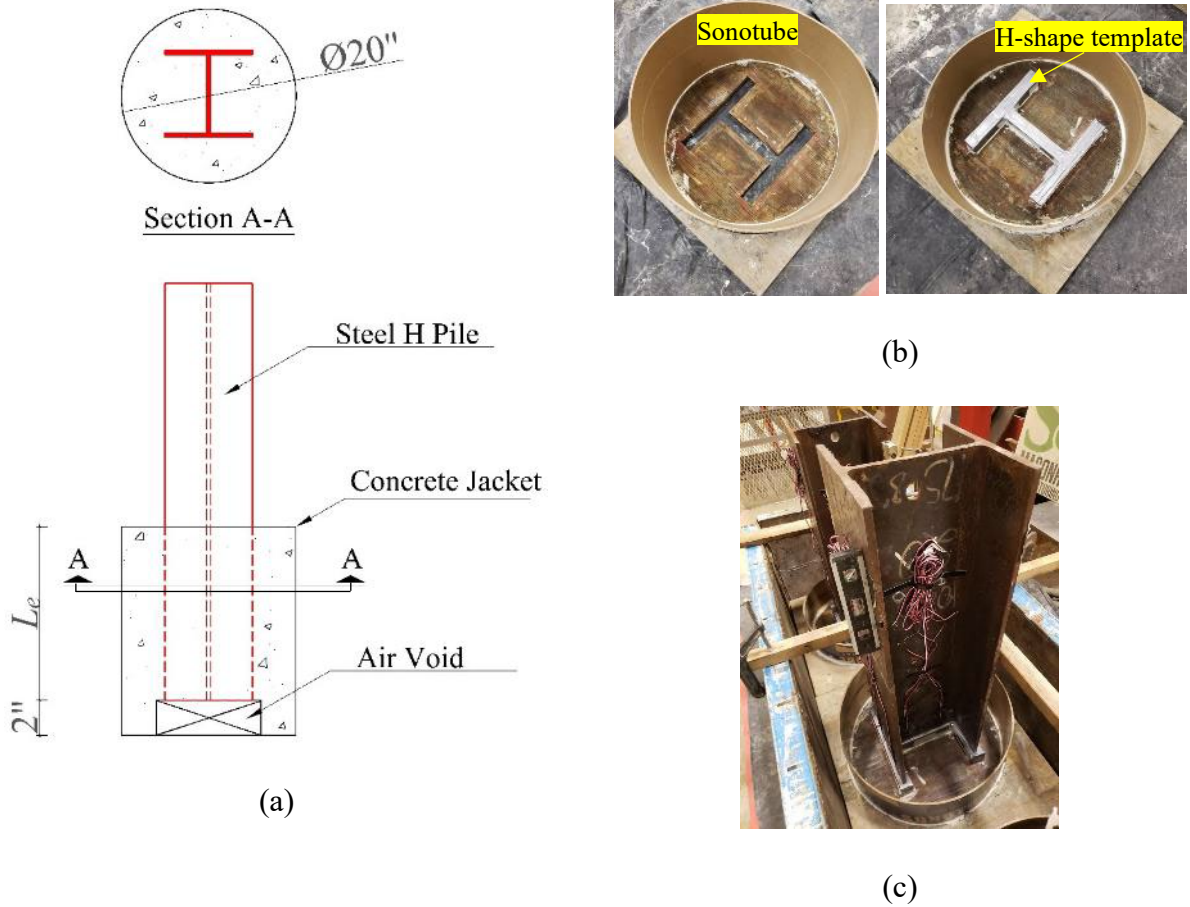 Ø20"
Section A-A
Steel H Pile
Concrete Jacket
A
A
Le
Air Void
2"
(a)
Sonotube
H-shape template
(b)
(c)